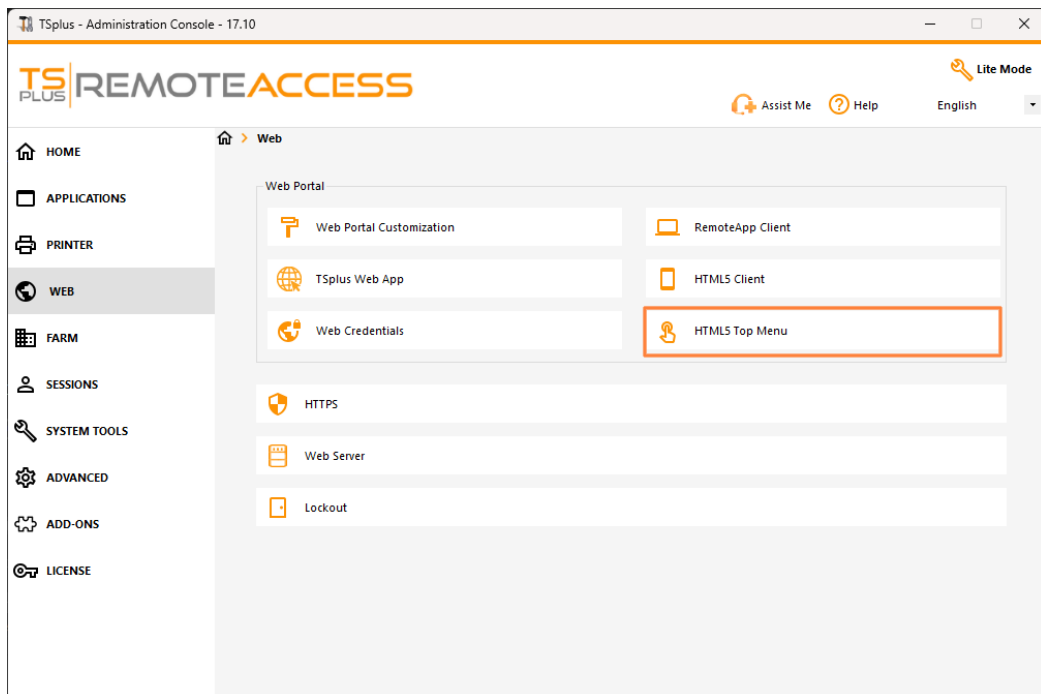 TSplus - Administration Console - 17.10
TS PLUS REMOTEACCESS
Lite Mode
Assist Me
Help
English
HOME
APPLICATIONS
PRINTER
WEB
FARM
SESSIONS
SYSTEM TOOLS
ADVANCED
ADD-ONS
LICENSE
Web
Web Portal
Web Portal Customization
RemoteApp Client
TSplus Web App
HTML5 Client
Web Credentials
HTML5 Top Menu
HTTPS
Web Server
Lockout